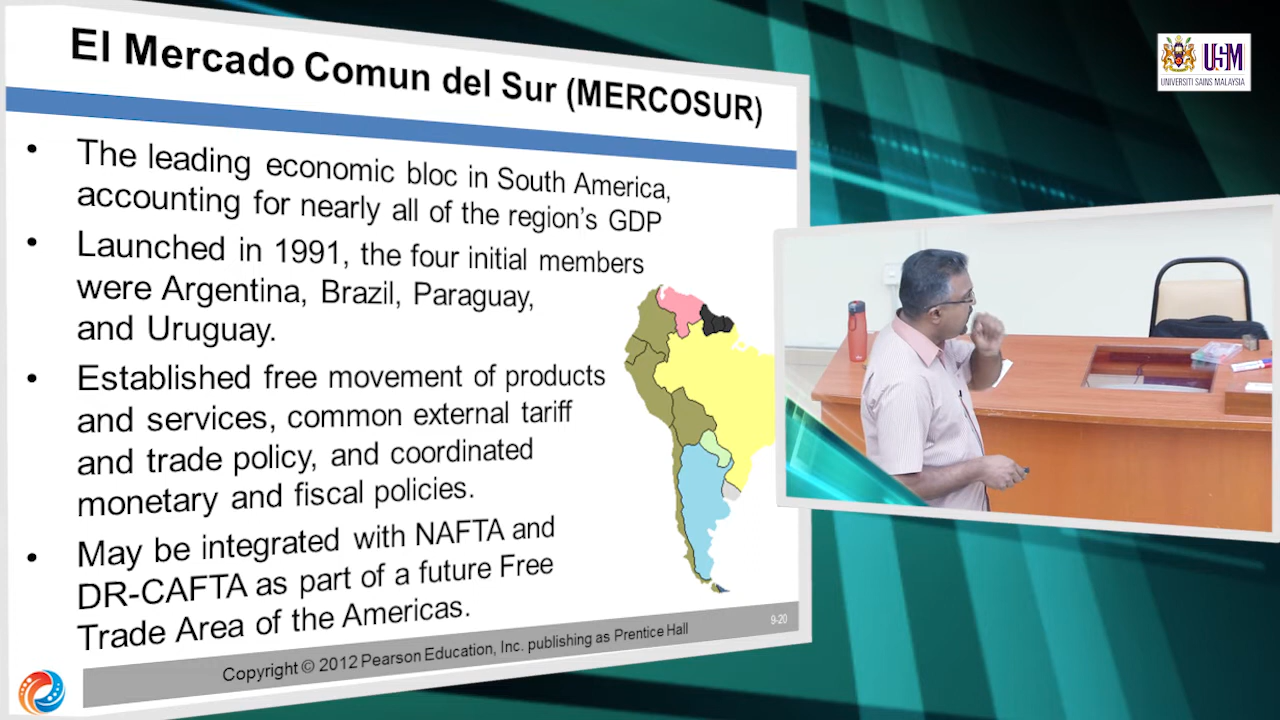 El Mercado Comun del Sur (MERCOSUR)
• The leading economic bloc in South America,
accounting for nearly all of the region's GDP
• Launched in 1991, the four initial members
were Argentina, Brazil, Paraguay,
and Uruguay.
• Established free movement of products
and services, common external tariff
and trade policy, and coordinated
monetary and fiscal policies.
• May be integrated with NAFTA and
DR-CAFTA as part of a future Free
Trade Area of the Americas.
9-20
Copyright © 2012 Pearson Education, Inc. publishing as Prentice Hall
USM
UNIVERSITI SAINS MALAYSIA